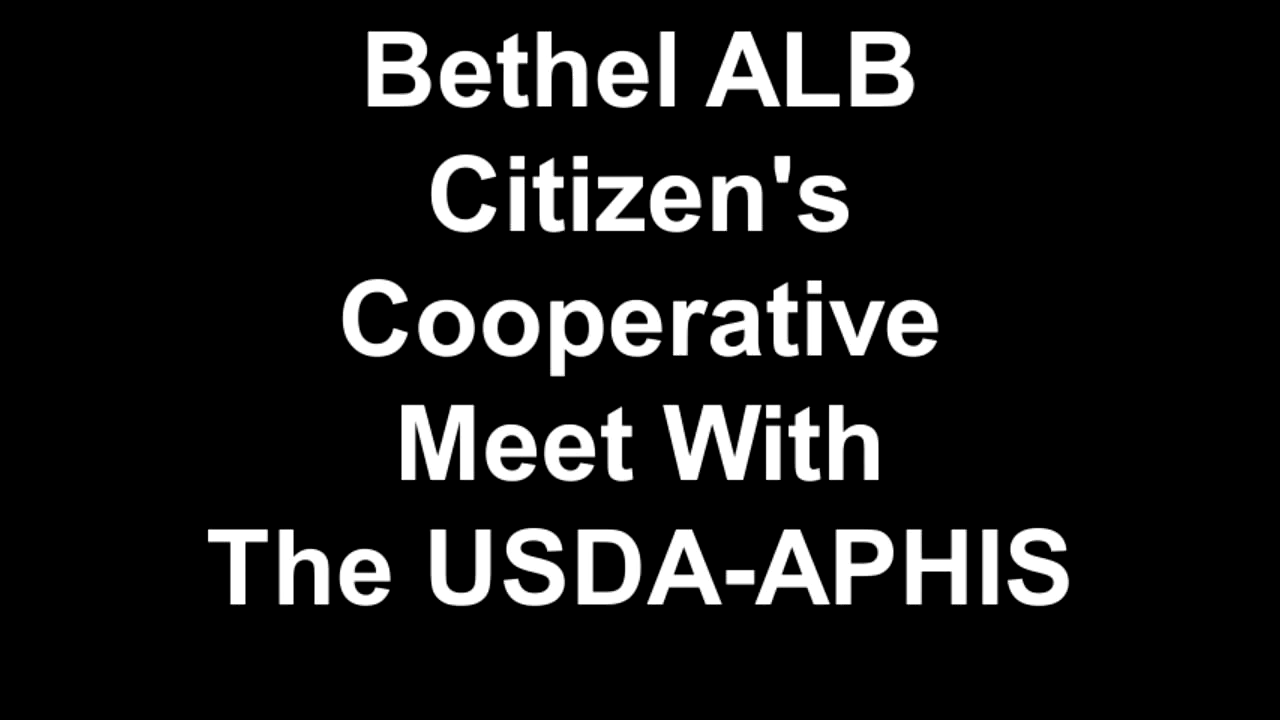 Bethel ALB
Citizen's
Cooperative
Meet With
The USDA-APHIS